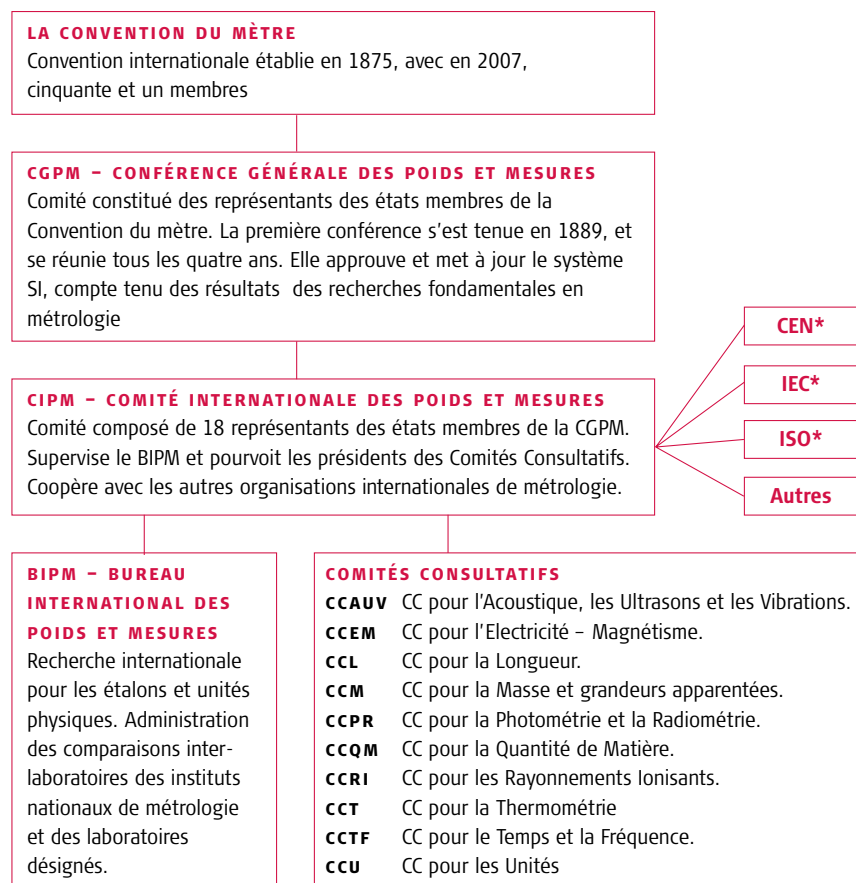 LA CONVENTION DU MÈTRE
Convention internationale établie en 1875, avec en 2007,
cinquante et un membres
CGPM – CONFÉRENCE GÉNÉRALE DES POIDS ET MESURES
Comité constitué des représentants des états membres de la
Convention du mètre. La première conférence s'est tenue en 1889, et
se réunie tous les quatre ans. Elle approuve et met à jour le système
SI, compte tenu des résultats des recherches fondamentales en
métrologie
CEN*
IEC*
ISO*
Autres
CIPM – COMITÉ INTERNATIONALE DES POIDS ET MESURES
Comité composé de 18 représentants des états membres de la CGPM.
Supervise le BIPM et pourvoit les présidents des Comités Consultatifs.
Coopère avec les autres organisations internationales de métrologie.
BIPM – BUREAU
INTERNATIONAL DES
POIDS ET MESURES
Recherche internationale
pour les étalons et unités
physiques. Administration
des comparaisons inter-
laboratoires des instituts
nationaux de métrologie
et des laboratoires
désignés.
COMITÉS CONSULTATIFS
CCAUV CC pour l'Acoustique, les Ultrasons et les Vibrations.
CCEM CC pour l'Electricité – Magnétisme.
CCL CC pour la Longueur.
CCM CC pour la Masse et grandeurs apparentées.
CCPR CC pour la Photométrie et la Radiométrie.
CCQM CC pour la Quantité de Matière.
CCRI CC pour les Rayonnements Ionisants.
CCT CC pour la Thermométrie
CCTF CC pour le Temps et la Fréquence.
CCU CC pour les Unités